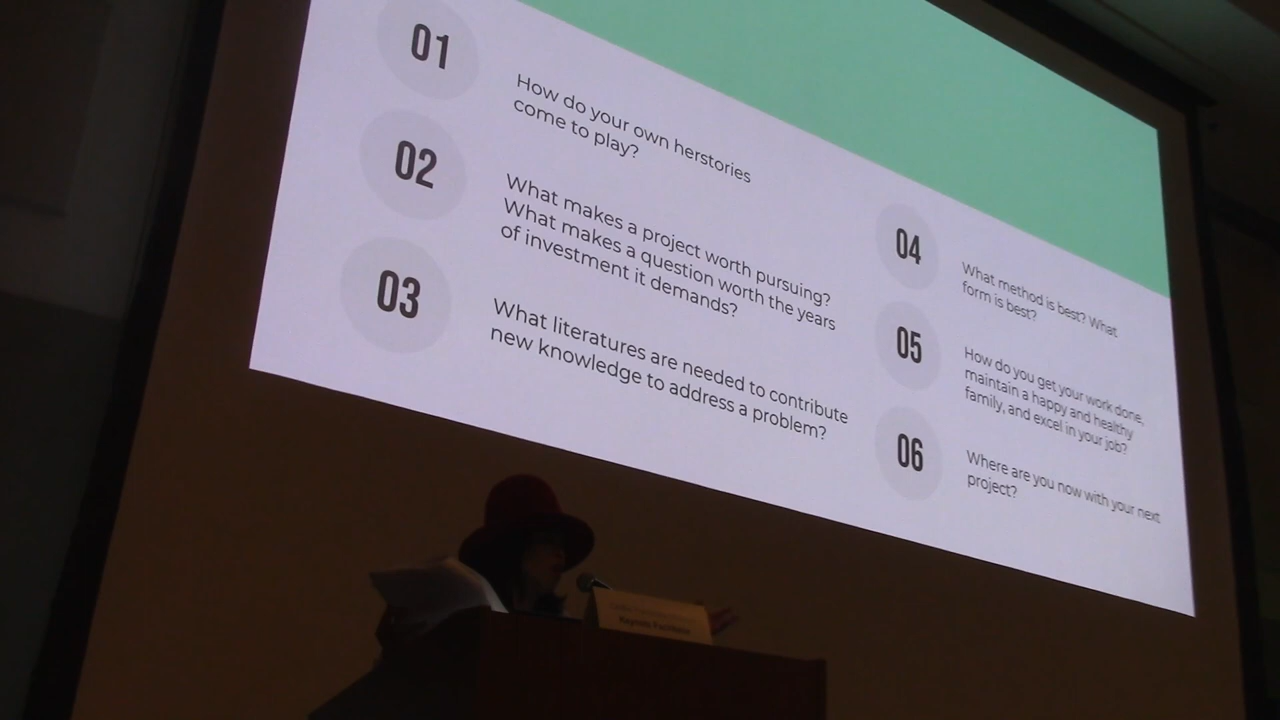 01
How do your own herstories
come to play?
02
What makes a project worth pursuing?
What makes a question worth the years
of investment it demands?
03
What literatures are needed to contribute
new knowledge to address a problem?
04
What method is best? What
form is best?
05
How do you get your work done,
maintain a happy and healthy
family, and excel in your job?
06
Where are you now with your next
project?